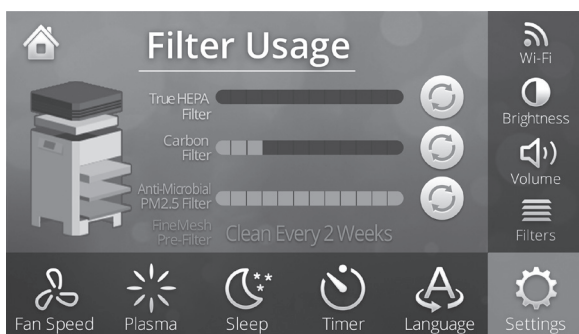 Filter Usage
Wi-Fi
True HEPA
Filter
Brightness
Carbon
Filter
Volume
Anti-Microbial
PM2.5 Filter
FineMesh
Pre-Filter
Clean Every 2 Weeks
Filters
Fan Speed
Plasma
Sleep
Timer
A
Language
Settings